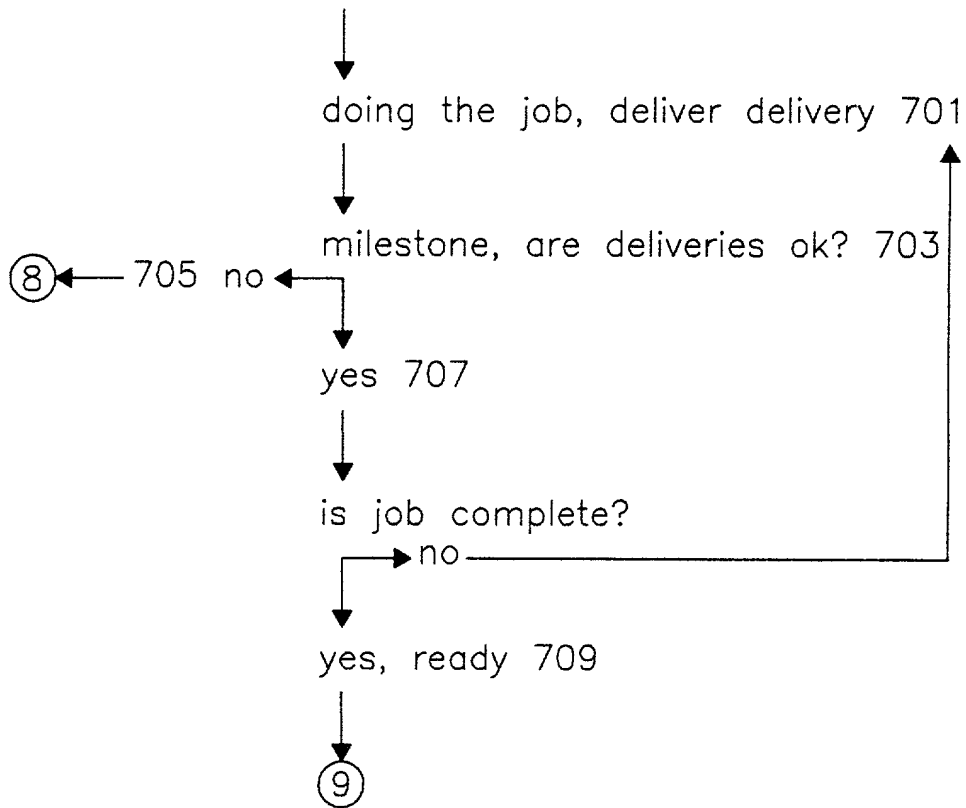 doing the job, deliver delivery 701
milestone, are deliveries ok? 703
8 705 no
yes 707
is job complete?
no
yes, ready 709
9